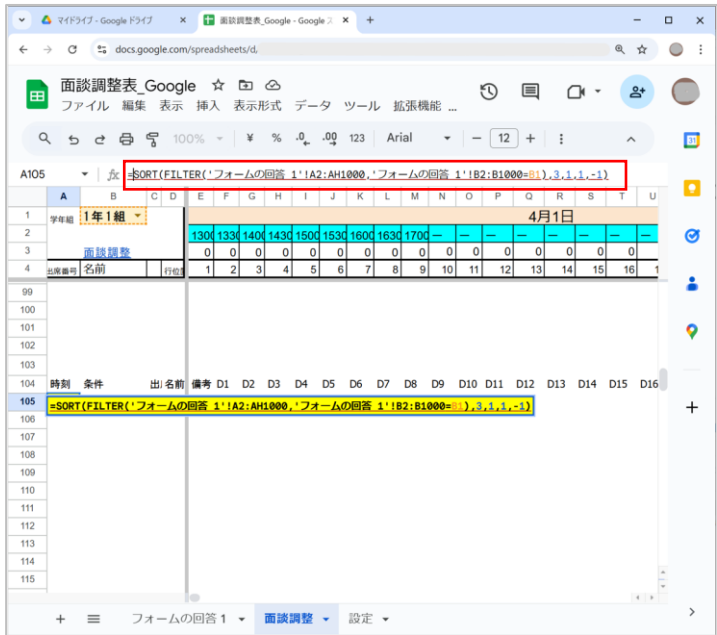 マイドライブ - Google ドライブ
面談調整表_Google - Google ス
docs.google.com/spreadsheets/d/
面談調整表_Google
ファイル 編集 表示 挿入 表示形式 データ ツール 拡張機能 ...
100% ¥ % .0 .00 123 Arial 12
31
A105 fx =SORT(FILTER('フォームの回答 1'!A2:AH1000,'フォームの回答 1'!B2:B1000=B1),3,1,1,-1)
A B C D E F G H I J K L M N O P Q R S T U
1 学年組 1年1組 4月1日
2 1300 1330 1400 1430 1500 1530 1600 1630 1700 — — — — — — — —
3 面談調整 0 0 0 0 0 0 0 0 0 0 0 0 0 0 0 0
4 出席番号 名前 行位置 1 2 3 4 5 6 7 8 9 10 11 12 13 14 15 16 1
99
100
101
102
103
104 時刻 条件 出 名前 備考 D1 D2 D3 D4 D5 D6 D7 D8 D9 D10 D11 D12 D13 D14 D15 D16
105 =SORT(FILTER('フォームの回答 1'!A2:AH1000,'フォームの回答 1'!B2:B1000=B1),3,1,1,-1)
106
107
108
109
110
111
112
113
114
115
フォームの回答 1 面談調整 設定